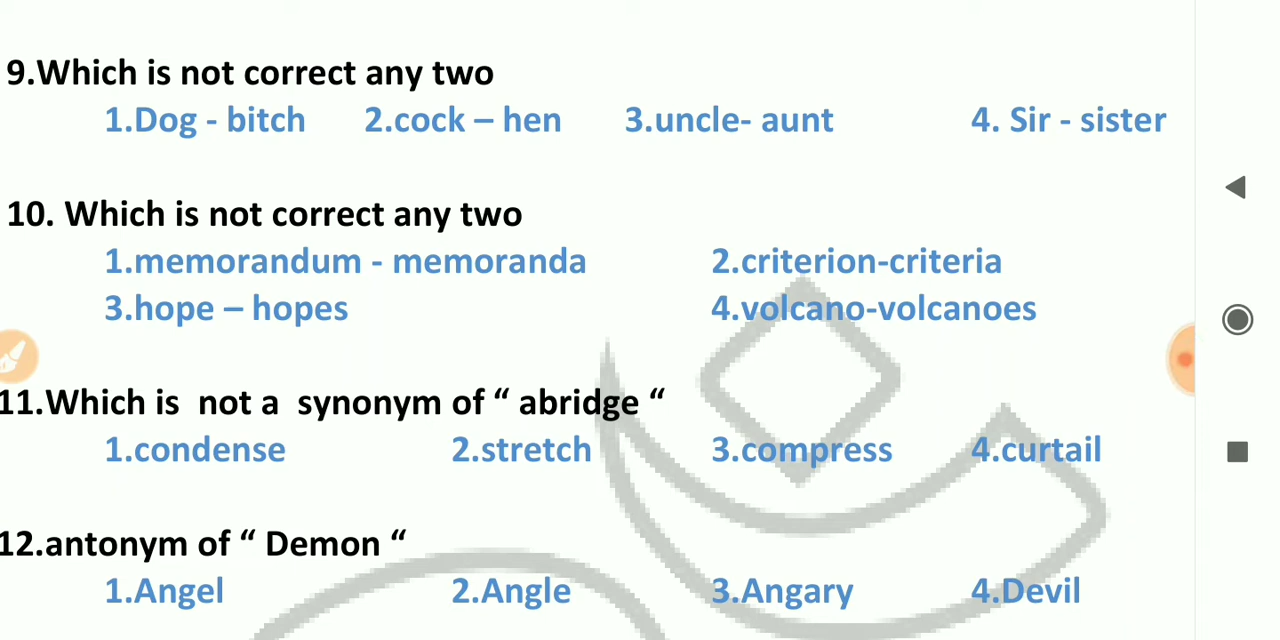 9.Which is not correct any two
1.Dog - bitch 2.cock – hen 3.uncle- aunt 4. Sir - sister
10. Which is not correct any two
1.memorandum - memoranda 2.criterion-criteria
3.hope – hopes 4.volcano-volcanoes
11.Which is not a synonym of “ abridge “
1.condense 2.stretch 3.compress 4.curtail
12.antonym of “ Demon “
1.Angel 2.Angle 3.Angary 4.Devil